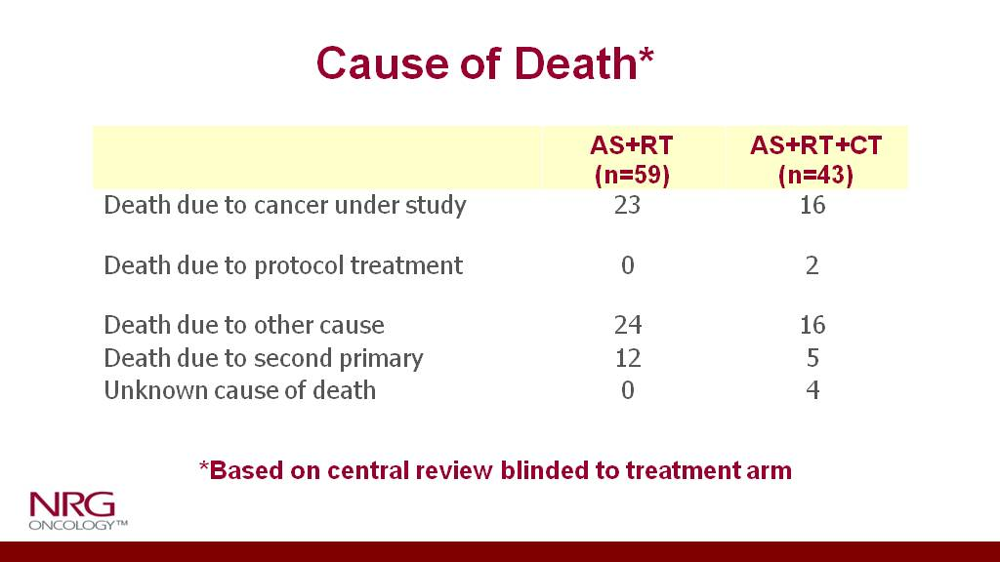 Cause of Death*
AS+RT AS+RT+CT
(n=59) (n=43)
Death due to cancer under study 23 16
Death due to protocol treatment 0 2
Death due to other cause 24 16
Death due to second primary 12 5
Unknown cause of death 0 4
*Based on central review blinded to treatment arm
NRG
ONCOLOGY™